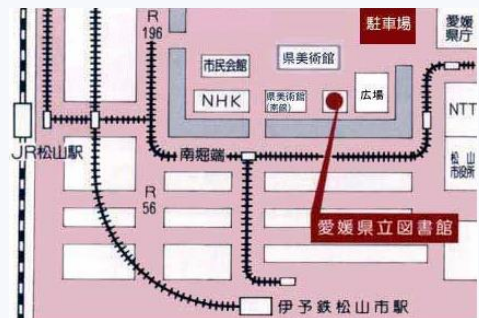 R
196
駐車場
愛媛
県庁
県美術館
市民会館
NHK
県美術館
(南館)
広場
NTT
JR松山駅
南堀端
松山
市役所
R
56
愛媛県立図書館
伊予鉄松山市駅